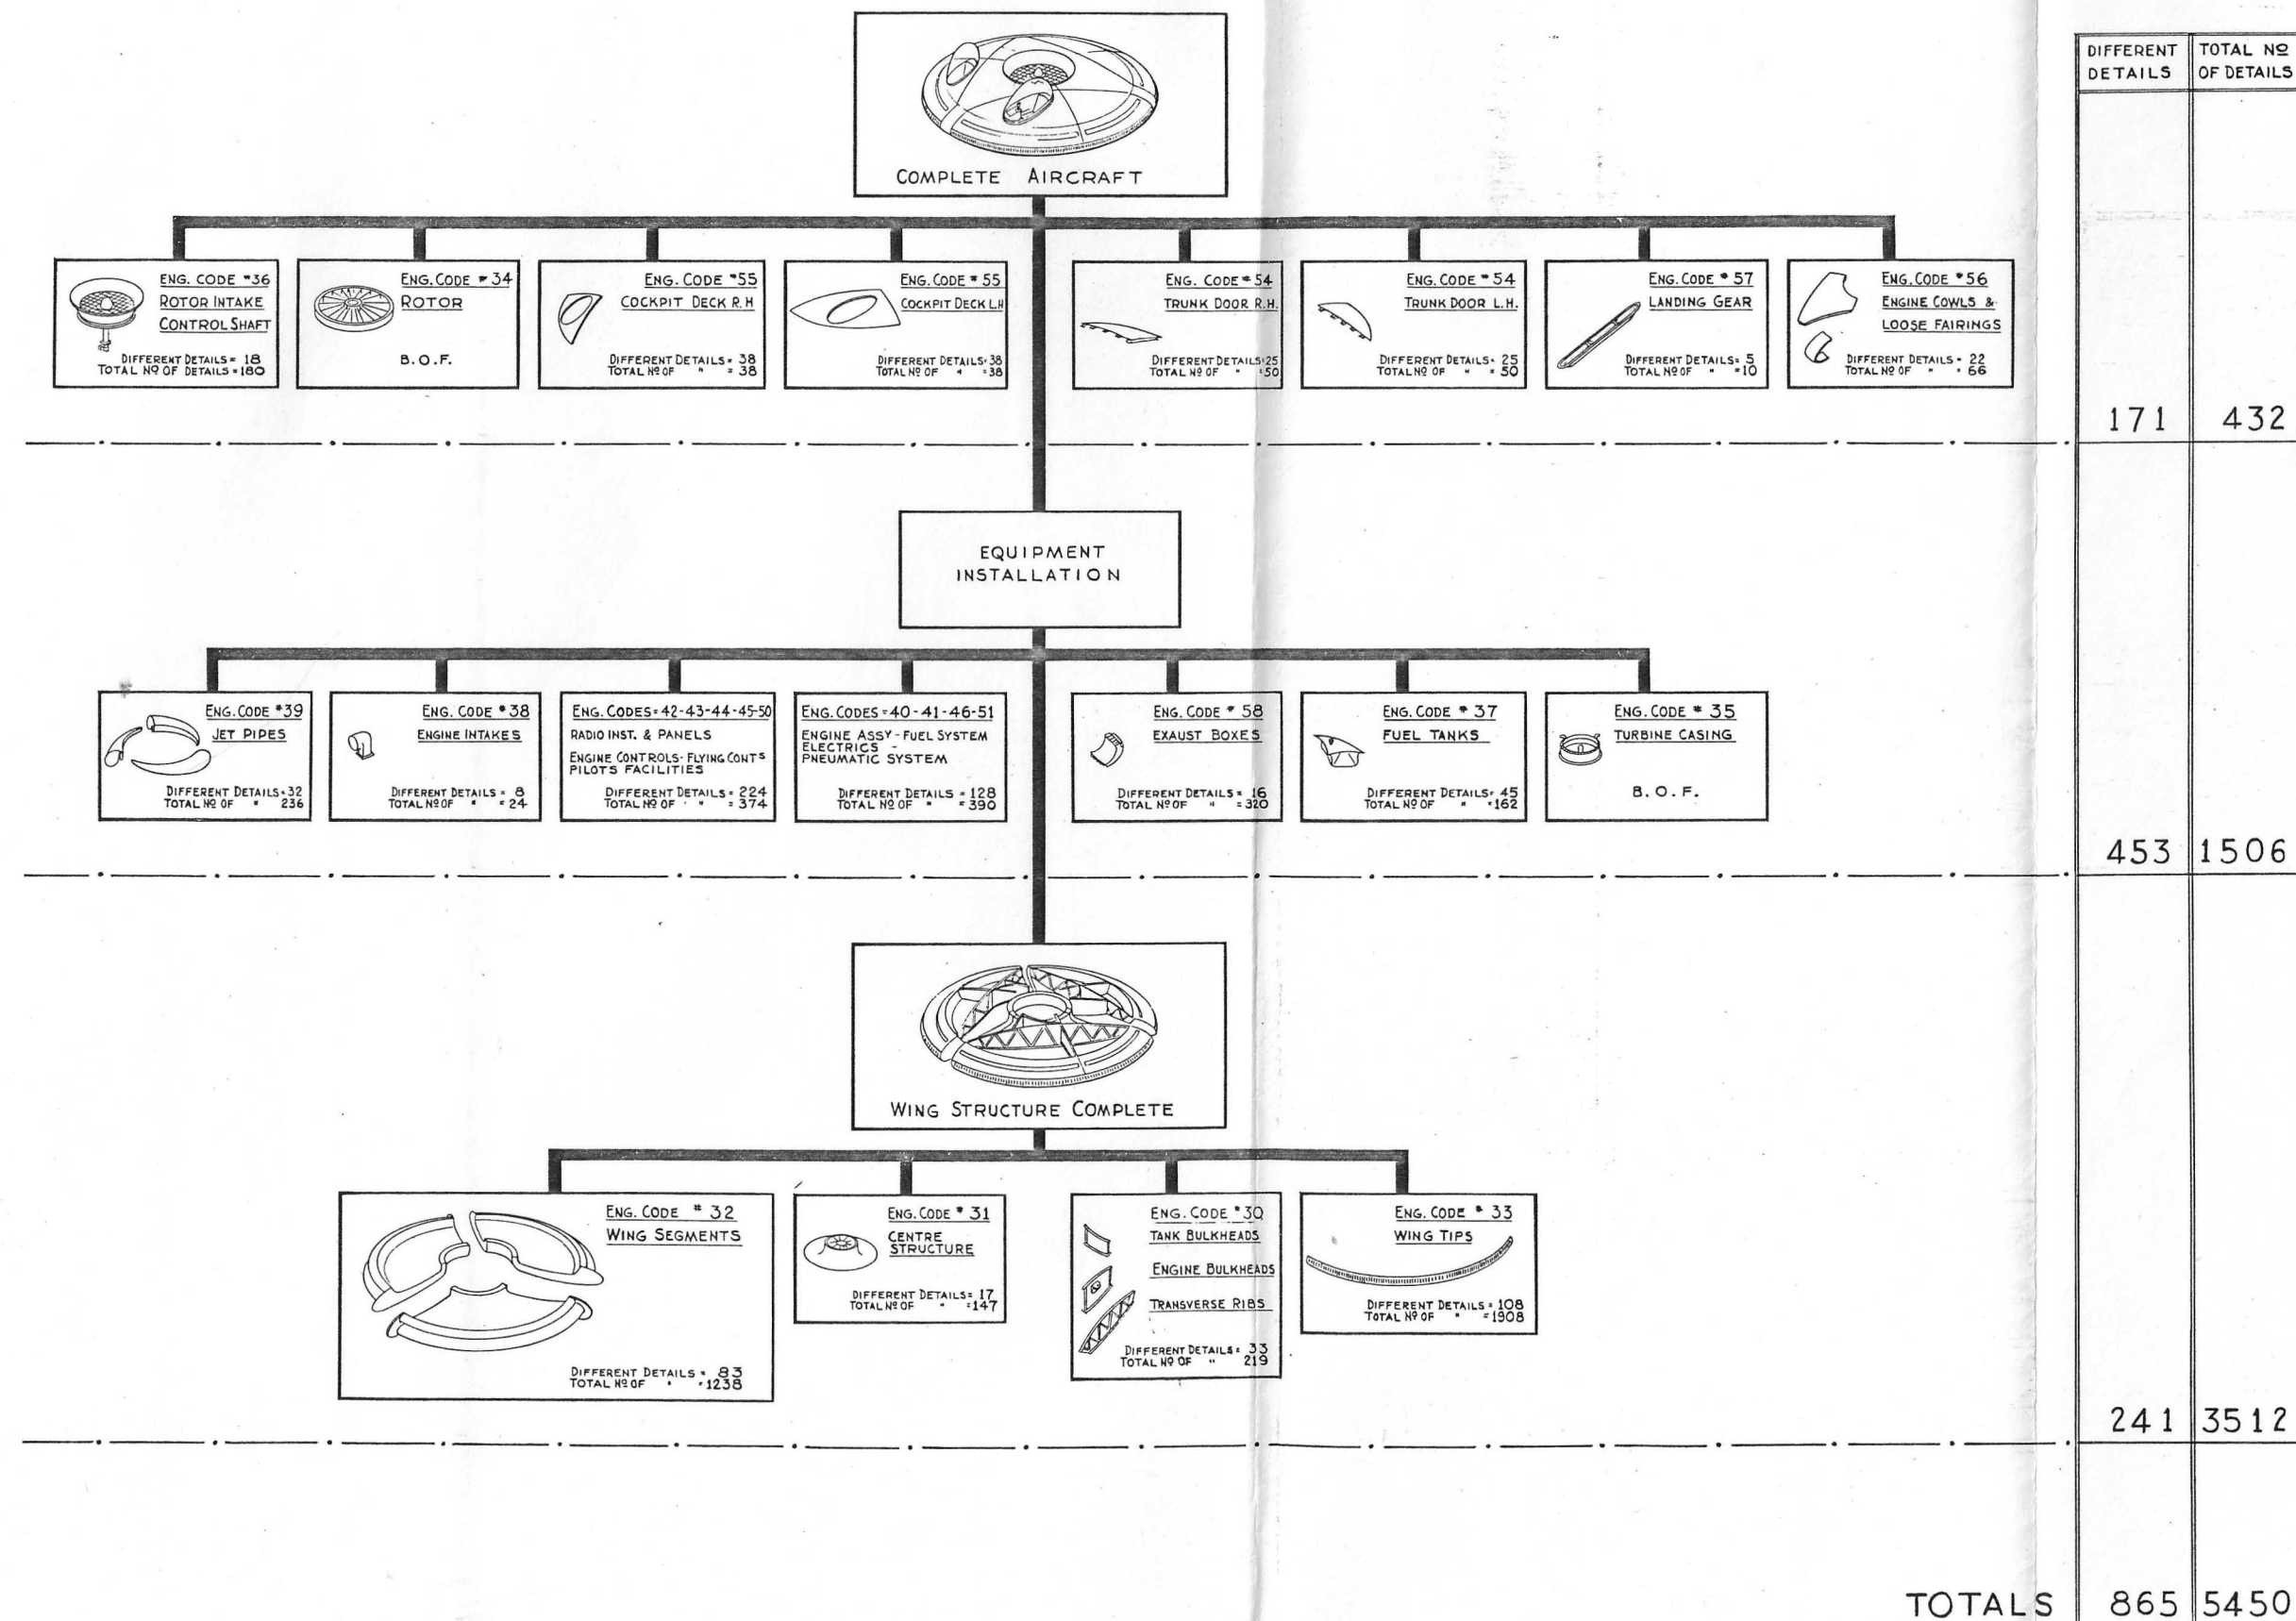 DIFFERENT DETAILS
TOTAL Nº OF DETAILS
COMPLETE AIRCRAFT
ENG. CODE #36
ROTOR INTAKE
CONTROL SHAFT
DIFFERENT DETAILS = 18
TOTAL Nº OF DETAILS = 180
ENG. CODE # 34
ROTOR
B.O.F.
ENG. CODE #55
COCKPIT DECK R.H
DIFFERENT DETAILS = 38
TOTAL Nº OF " = 38
ENG. CODE # 55
COCKPIT DECK L.H
DIFFERENT DETAILS = 38
TOTAL Nº OF " = 38
ENG. CODE # 54
TRUNK DOOR R.H.
DIFFERENT DETAILS = 25
TOTAL Nº OF " = 50
ENG. CODE # 54
TRUNK DOOR L.H.
DIFFERENT DETAILS = 25
TOTAL Nº OF " = 50
ENG. CODE # 57
LANDING GEAR
DIFFERENT DETAILS = 5
TOTAL Nº OF " = 10
ENG. CODE #56
ENGINE COWLS &
LOOSE FAIRINGS
DIFFERENT DETAILS = 22
TOTAL Nº OF " = 66
171 432
EQUIPMENT
INSTALLATION
ENG. CODE #39
JET PIPES
DIFFERENT DETAILS = 32
TOTAL Nº OF " 236
ENG. CODE #38
ENGINE INTAKES
DIFFERENT DETAILS = 8
TOTAL Nº OF " = 24
ENG. CODES = 42-43-44-45-50
RADIO INST. & PANELS
ENGINE CONTROLS - FLYING CONTS
PILOTS FACILITIES
DIFFERENT DETAILS = 224
TOTAL Nº OF " = 374
ENG. CODES = 40-41-46-51
ENGINE ASSY - FUEL SYSTEM
ELECTRICS -
PNEUMATIC SYSTEM
DIFFERENT DETAILS = 128
TOTAL Nº OF " = 390
ENG. CODE # 58
EXAUST BOXES
DIFFERENT DETAILS = 16
TOTAL Nº OF " = 320
ENG. CODE # 37
FUEL TANKS
DIFFERENT DETAILS = 45
TOTAL Nº OF " = 162
ENG. CODE # 35
TURBINE CASING
B.O.F.
453 1506
WING STRUCTURE COMPLETE
ENG. CODE # 32
WING SEGMENTS
DIFFERENT DETAILS = 83
TOTAL Nº OF " = 1238
ENG. CODE # 31
CENTRE
STRUCTURE
DIFFERENT DETAILS = 17
TOTAL Nº OF " = 147
ENG. CODE #30
TANK BULKHEADS
ENGINE BULKHEADS
TRANSVERSE RIBS
DIFFERENT DETAILS = 33
TOTAL Nº OF " 219
ENG. CODE # 33
WING TIPS
DIFFERENT DETAILS = 108
TOTAL Nº OF " = 1908
241 3512
TOTALS 865 5450